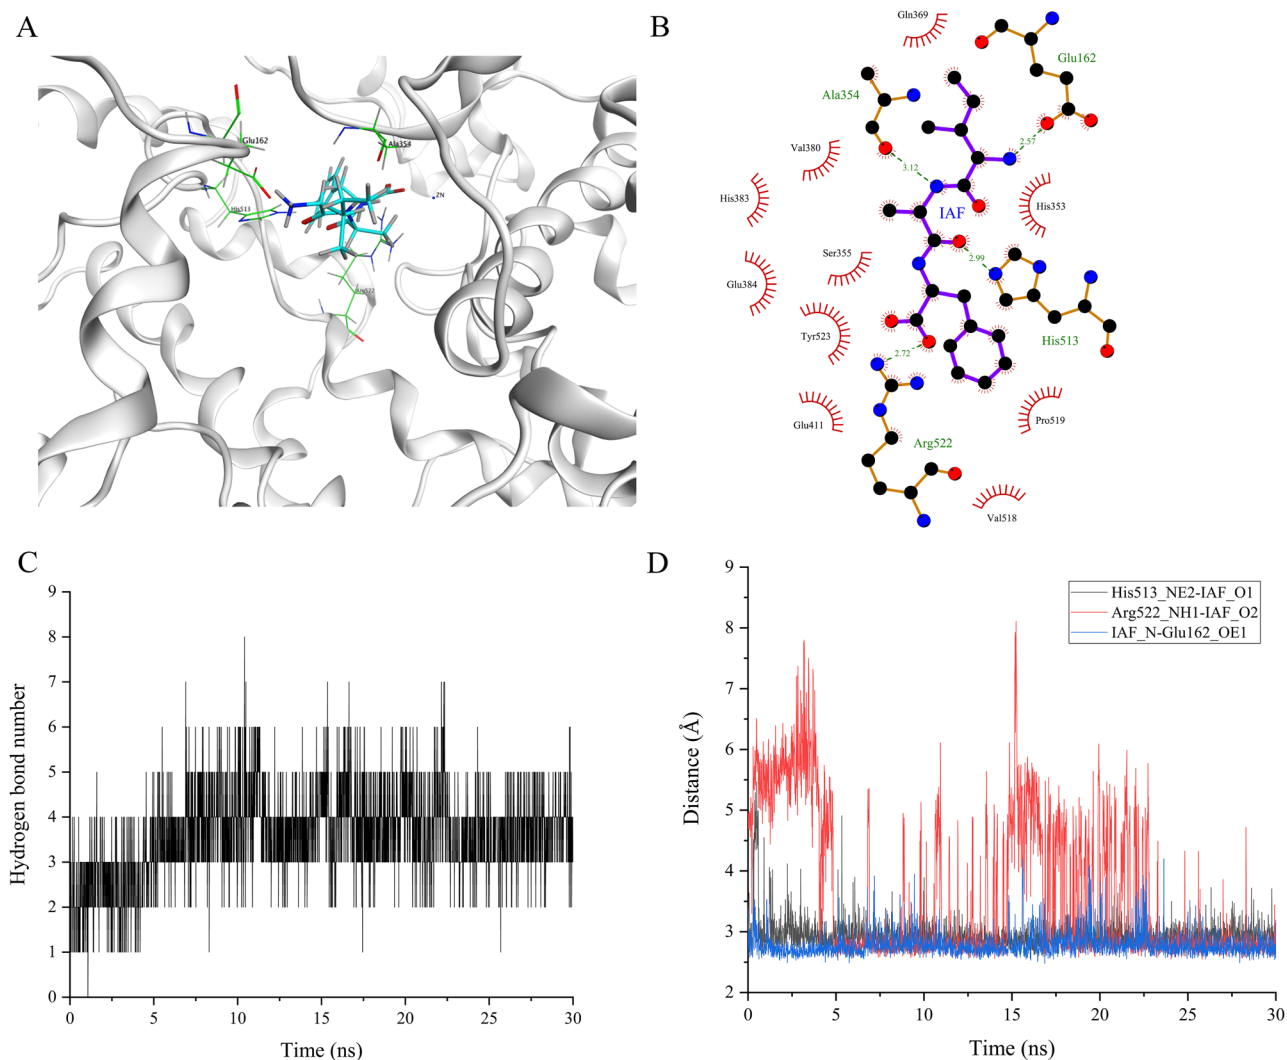 A
Glu162
Ala354
His513
ZN
Arg522
B
Gln369
Glu162
Ala354
2.57
Val380
3.12
His383
IAF
His353
Ser355
2.99
Glu384
Tyr523
His513
2.72
Glu411
Pro519
Arg522
Val518
C
Hydrogen bond number
9
8
7
6
5
4
3
2
1
0
0 5 10 15 20 25 30
Time (ns)
D
Distance (Å)
9
8
7
6
5
4
3
2
His513_NE2-IAF_O1
Arg522_NH1-IAF_O2
IAF_N-Glu162_OE1
0 5 10 15 20 25 30
Time (ns)